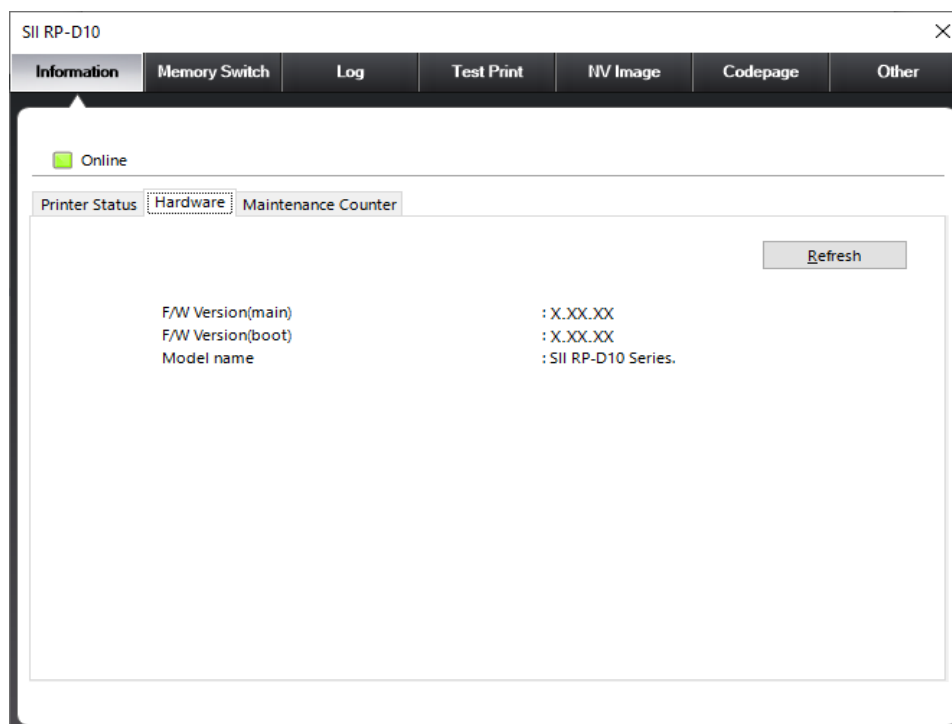 SII RP-D10
Information Memory Switch Log Test Print NV Image Codepage Other
Online
Printer Status Hardware Maintenance Counter
Refresh
F/W Version(main) : X.XX.XX
F/W Version(boot) : X.XX.XX
Model name : SII RP-D10 Series.